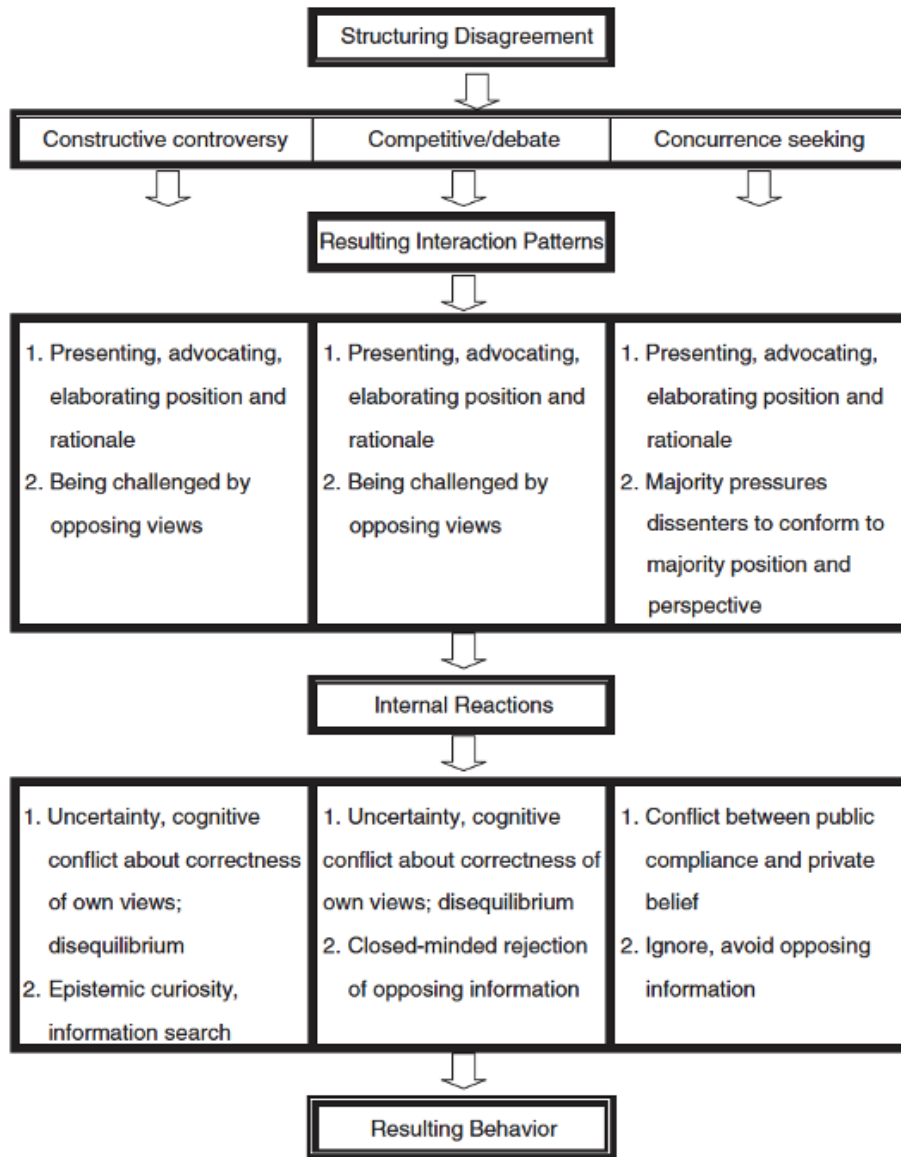 Structuring Disagreement
Constructive controversy
Competitive/debate
Concurrence seeking
Resulting Interaction Patterns
1. Presenting, advocating,
elaborating position and
rationale
2. Being challenged by
opposing views
1. Presenting, advocating,
elaborating position and
rationale
2. Being challenged by
opposing views
1. Presenting, advocating,
elaborating position and
rationale
2. Majority pressures
dissenters to conform to
majority position and
perspective
Internal Reactions
1. Uncertainty, cognitive
conflict about correctness
of own views;
disequilibrium
2. Epistemic curiosity,
information search
1. Uncertainty, cognitive
conflict about correctness of
own views; disequilibrium
2. Closed-minded rejection
of opposing information
1. Conflict between public
compliance and private
belief
2. Ignore, avoid opposing
information
Resulting Behavior